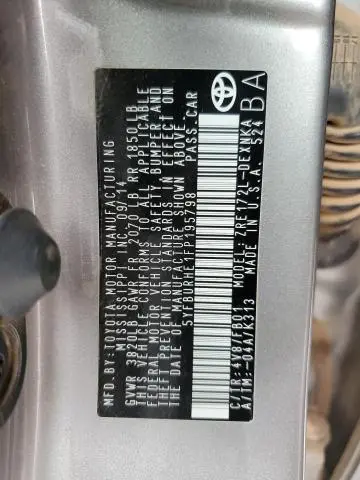 MFD.BY: TOYOTA MOTOR MANUFACTURING
MISSISSIPPI INC. 09/14
GVWR 3820LB GAWR FR 2070 LB RR 1850LB
THIS VEHICLE CONFORMS TO ALL APPLICABLE
FEDERAL MOTOR VEHICLE SAFETY, BUMPER AND
THEFT PREVENTION STANDARDS IN EFFECT ON
THE DATE OF MANUFACTURE SHOWN ABOVE.
5YFBURHE1FP195798 PASS.CAR
TOYOTA
C/TR:4V8/FB01 MODEL:ZRE172L-DEXNKA
A/TM:-04A/K313 MADE IN U.S.A. 524
BA